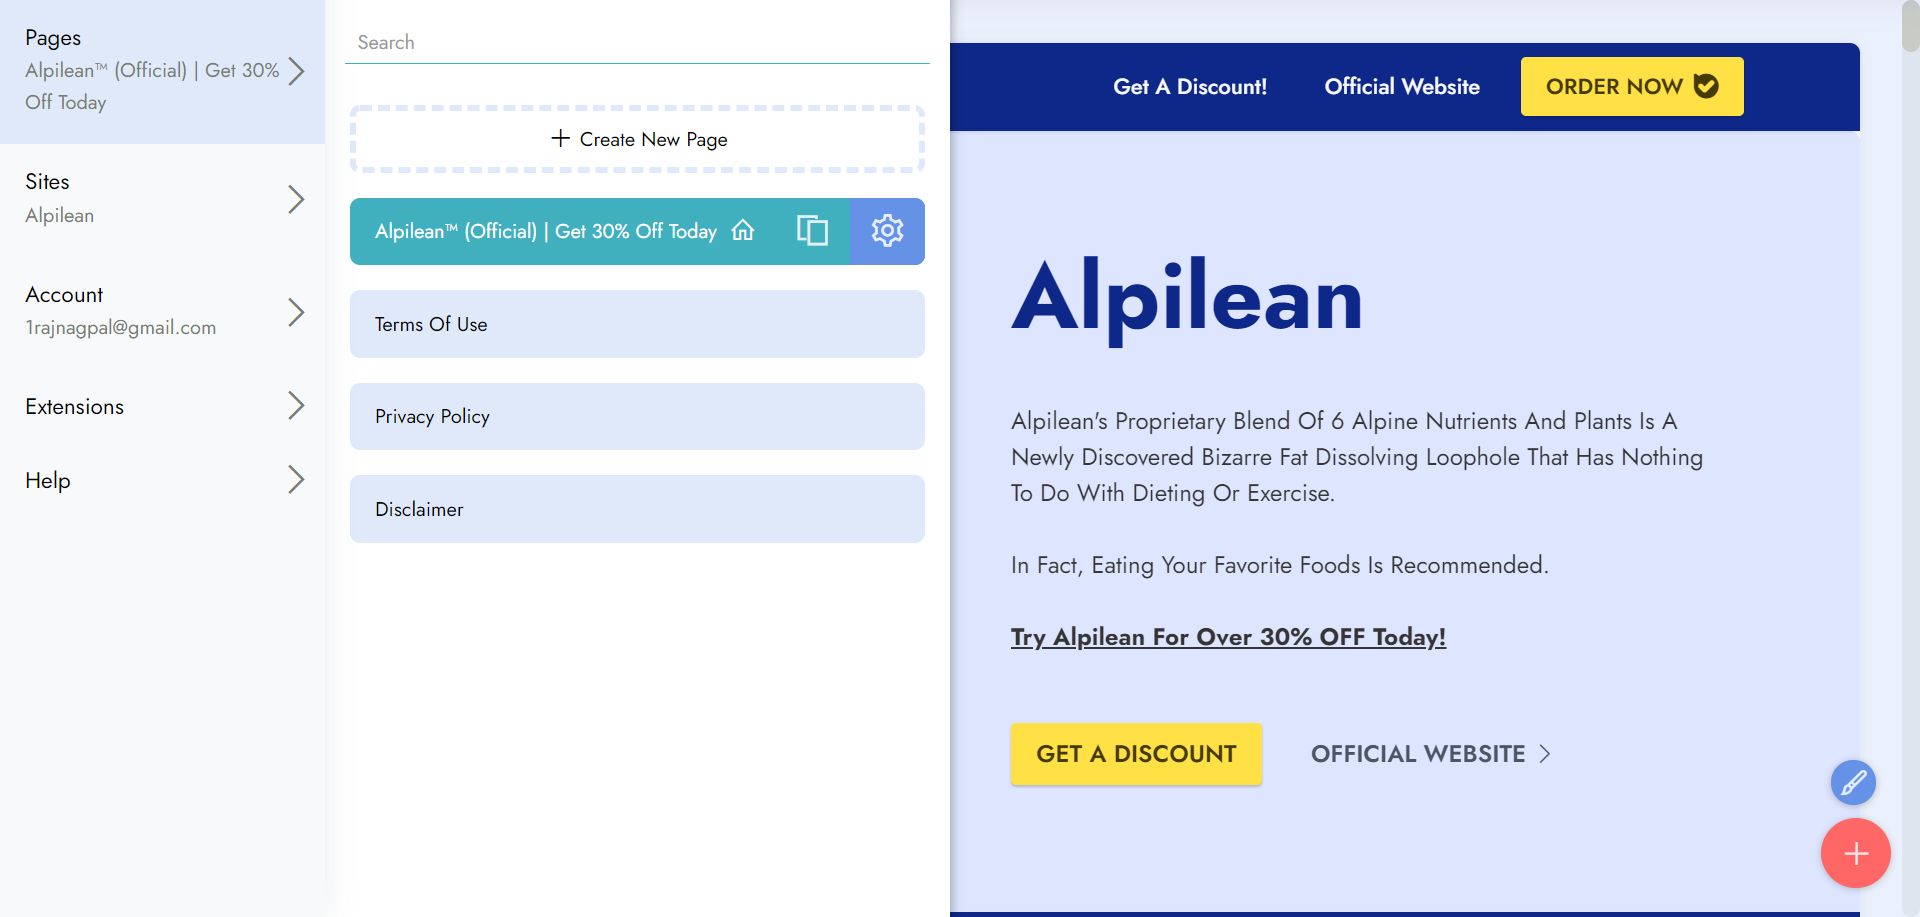 Pages
Alpilean™ (Official) | Get 30%
Off Today
Sites
Alpilean
Account
1rajnagpal@gmail.com
Extensions
Help
Search
+ Create New Page
Alpilean™ (Official) | Get 30% Off Today
Terms Of Use
Privacy Policy
Disclaimer
Get A Discount!
Official Website
ORDER NOW
Alpilean
Alpilean's Proprietary Blend Of 6 Alpine Nutrients And Plants Is A
Newly Discovered Bizarre Fat Dissolving Loophole That Has Nothing
To Do With Dieting Or Exercise.
In Fact, Eating Your Favorite Foods Is Recommended.
Try Alpilean For Over 30% OFF Today!
GET A DISCOUNT
OFFICIAL WEBSITE